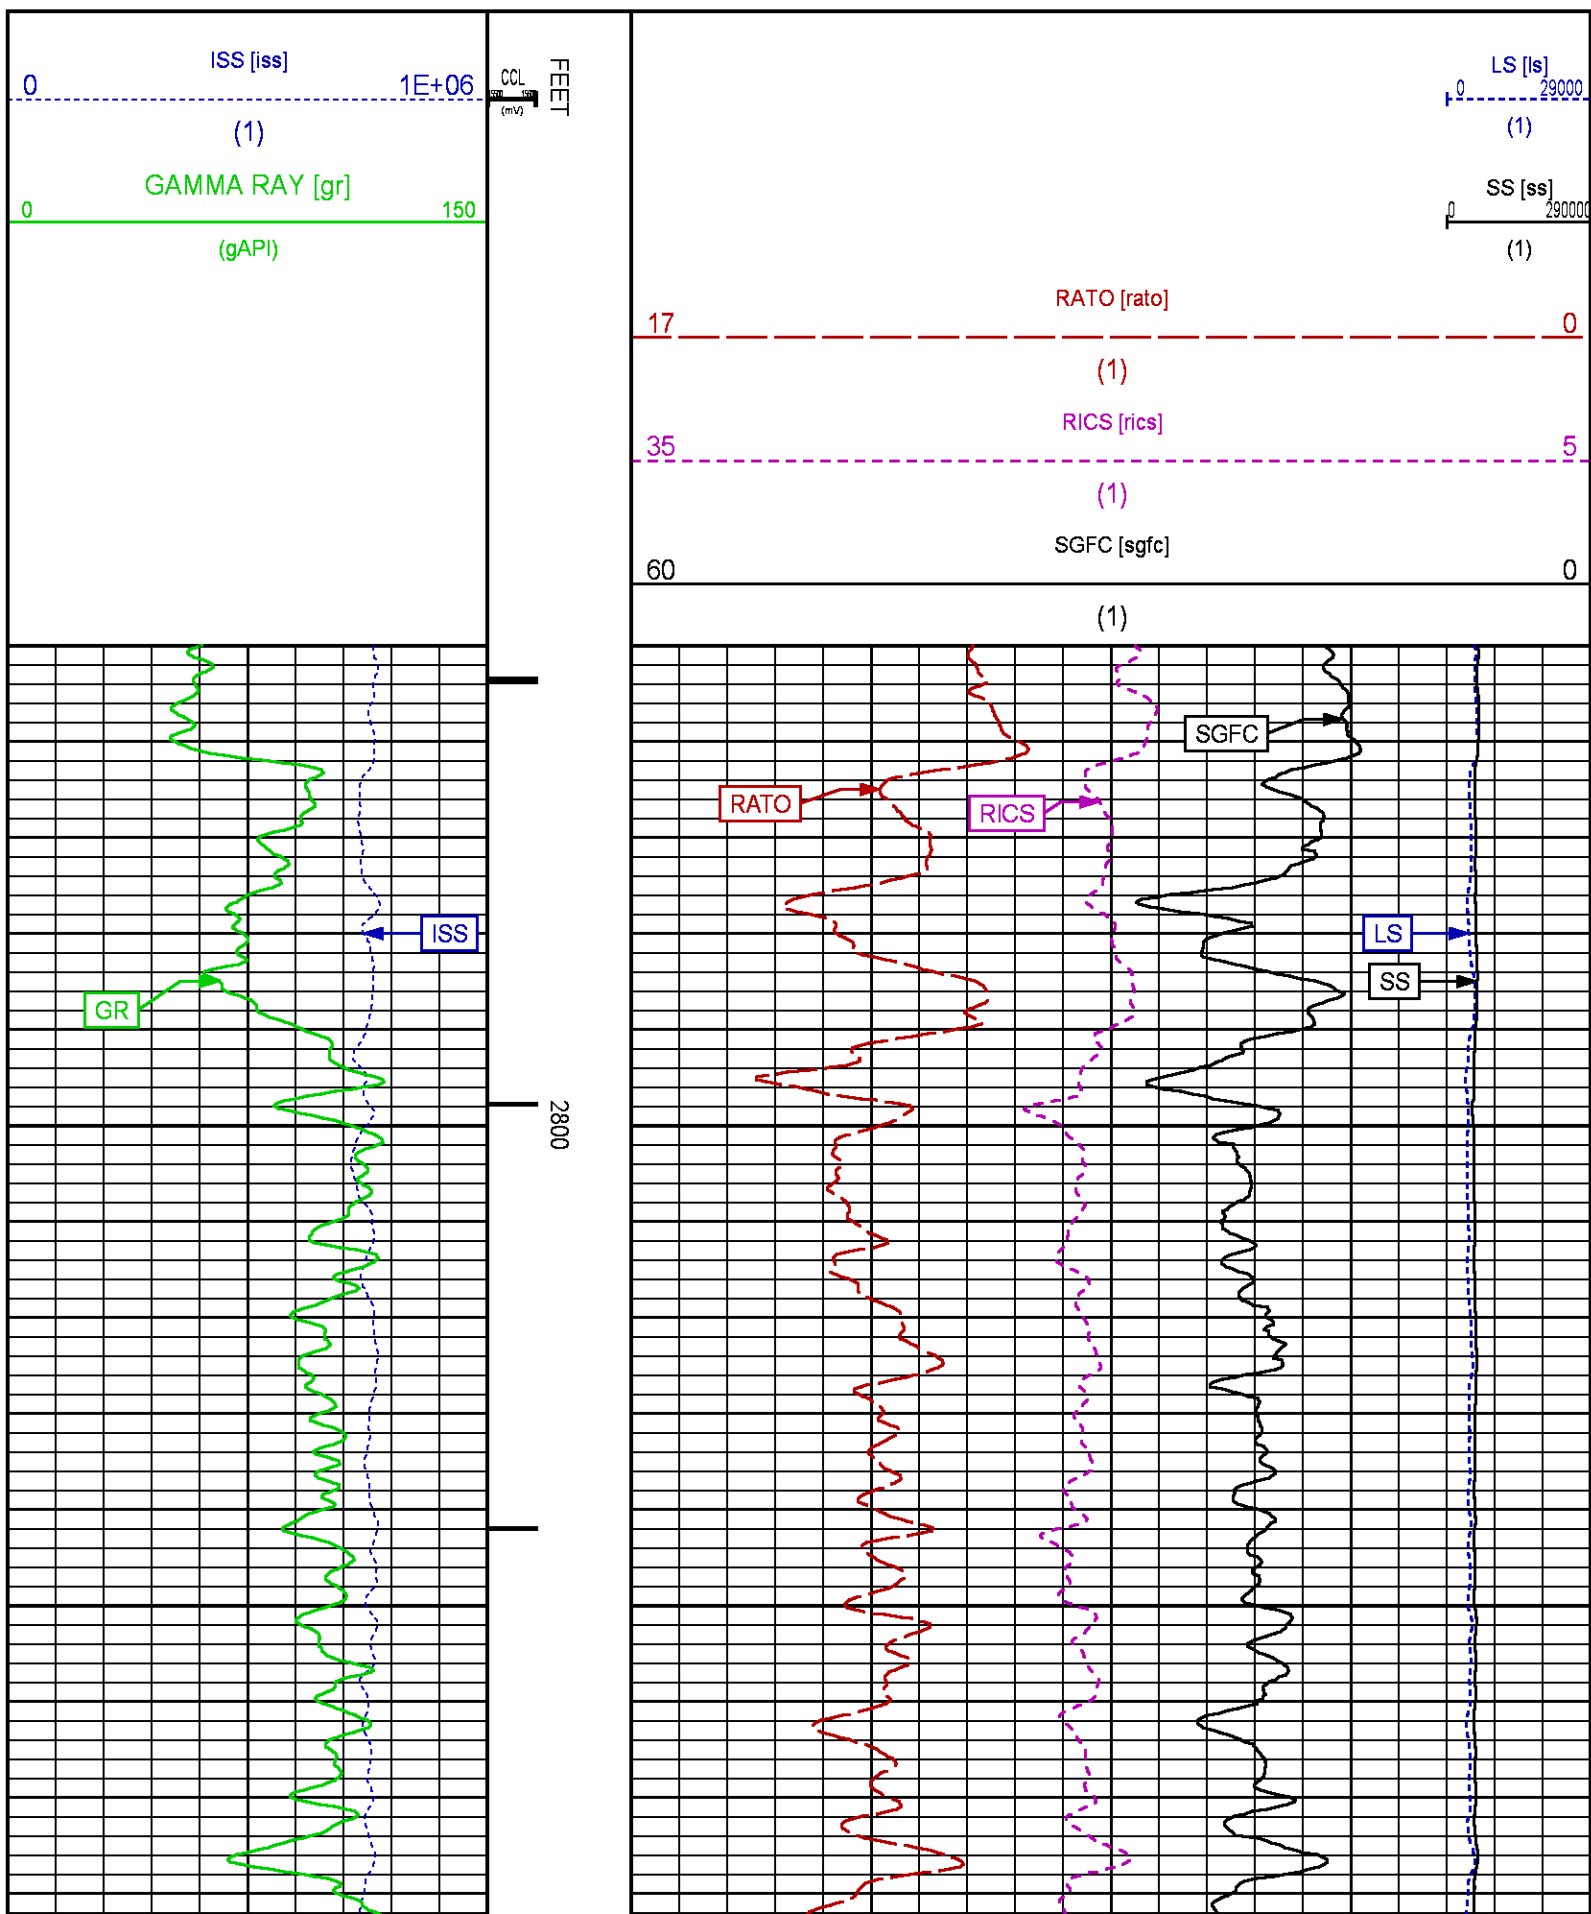 ISS [iss]
0 1E+06
(1)
GAMMA RAY [gr]
0 150
(gAPI)
CCL
(mV)
FEET
LS [ls]
0 29000
(1)
SS [ss]
0 290000
(1)
RATO [rato]
17 0
(1)
RICS [rics]
35 5
(1)
SGFC [sgfc]
60 0
(1)
SGFC
RATO
RICS
ISS
LS
SS
GR
2800